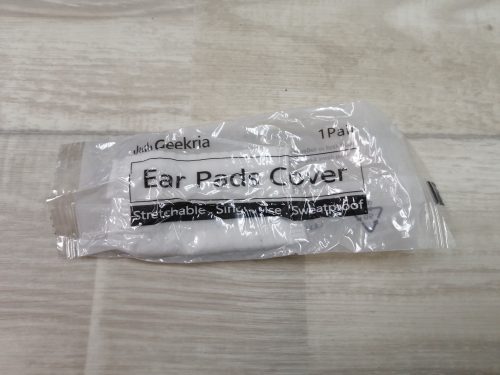 Geekria
1Pair
Ear Pads Cover
Stretchable Sweatproof